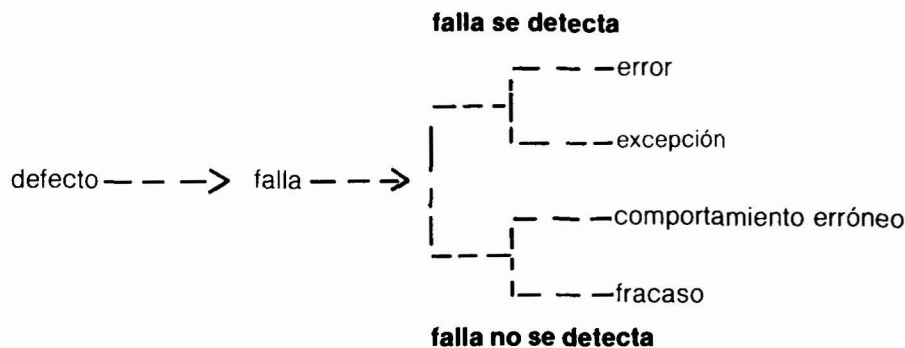 falla se detecta
error
excepción
defecto falla
comportamiento erróneo
fracaso
falla no se detecta